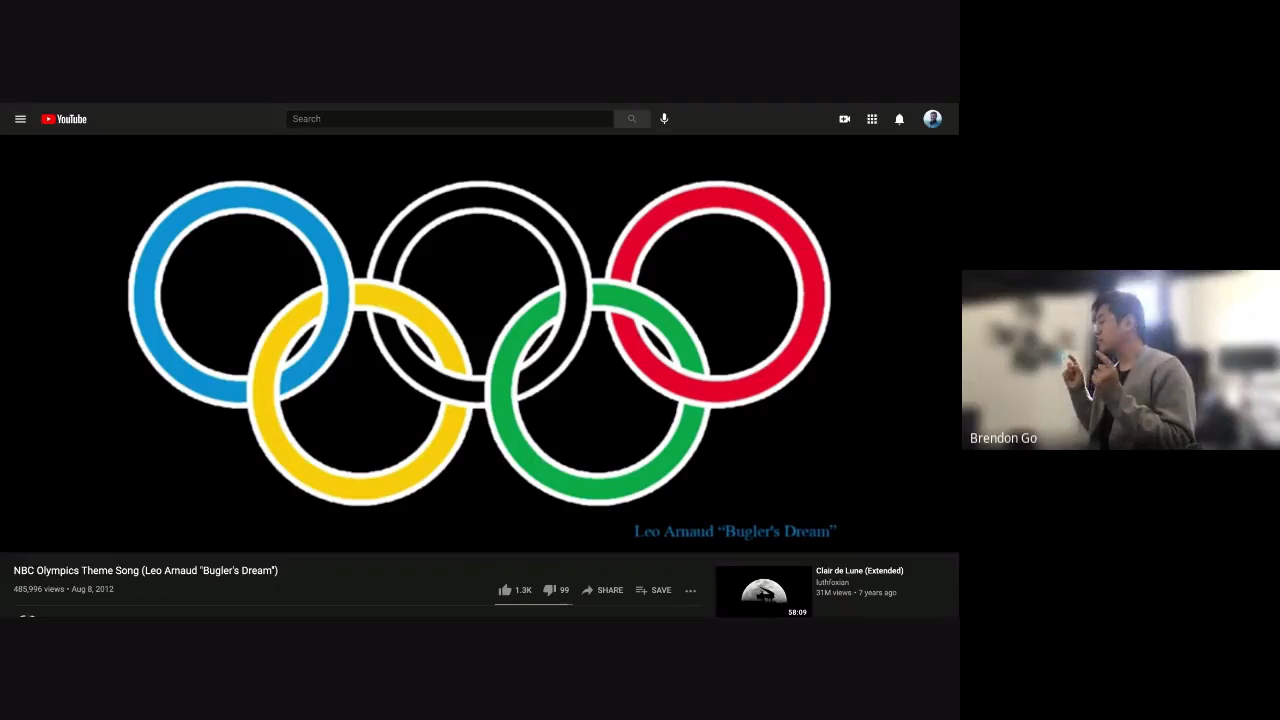 YouTube
Search
Leo Arnaud “Bugler's Dream”
NBC Olympics Theme Song (Leo Arnaud "Bugler's Dream")
485,996 views • Aug 8, 2012
1.3K
99
SHARE
SAVE
Clair de Lune (Extended)
luthfoxian
31M views • 7 years ago
58:09
Brendon Go